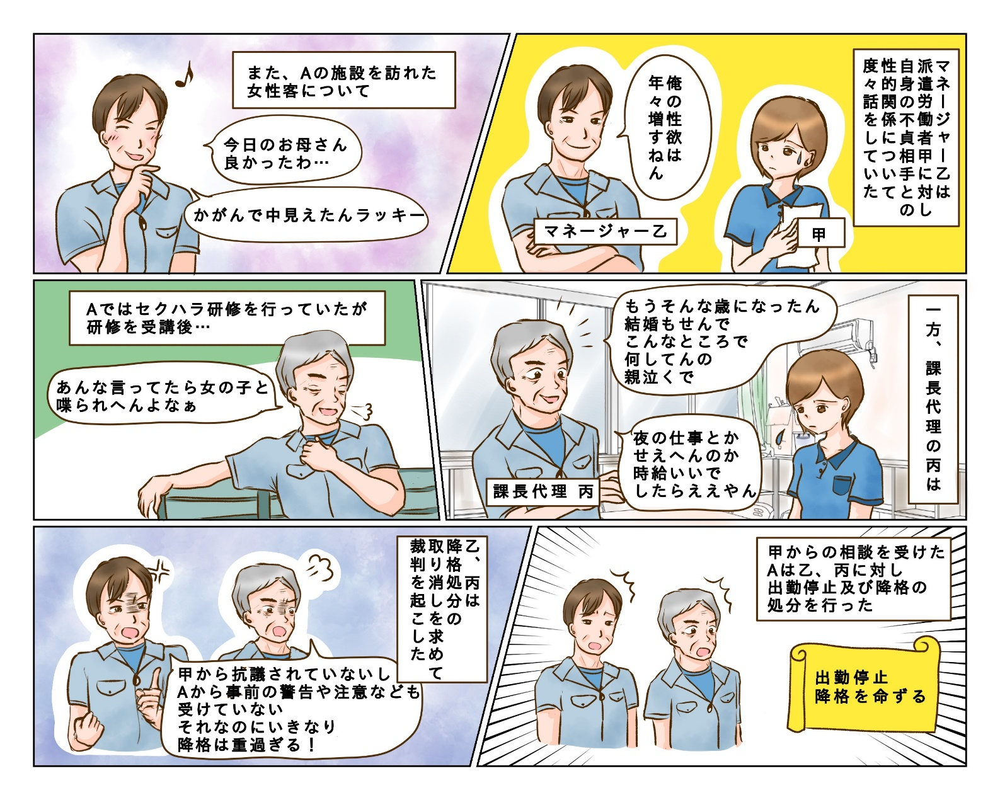 マネージャー乙は
派遣労働者甲に対し
自身の不貞相手との
性的関係について
度々話をしていた
俺の性欲は
年々増すねん
マネージャー乙
甲
また、Aの施設を訪れた
女性客について
今日のお母さん
良かったわ…
かがんで中見えたんラッキー
一方、課長代理の丙は
もうそんな歳になったん
結婚もせんで
こんなところで
何してんの
親泣くで
夜の仕事とか
せえへんのか
時給いいで
したらええやん
課長代理 丙
Aではセクハラ研修を行っていたが
研修を受講後…
あんな言ってたら女の子と
喋られへんよなぁ
甲からの相談を受けた
Aは乙、丙に対し
出勤停止及び降格の
処分を行った
出勤停止
降格を命ずる
乙、丙は
降格処分の
取り消しを求めて
裁判を起こした
甲から抗議されていないし
Aから事前の警告や注意なども
受けていない
それなのにいきなり
降格は重過ぎる！